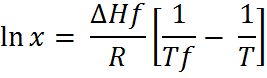 ln x = ΔHf/R [1/Tf − 1/T]